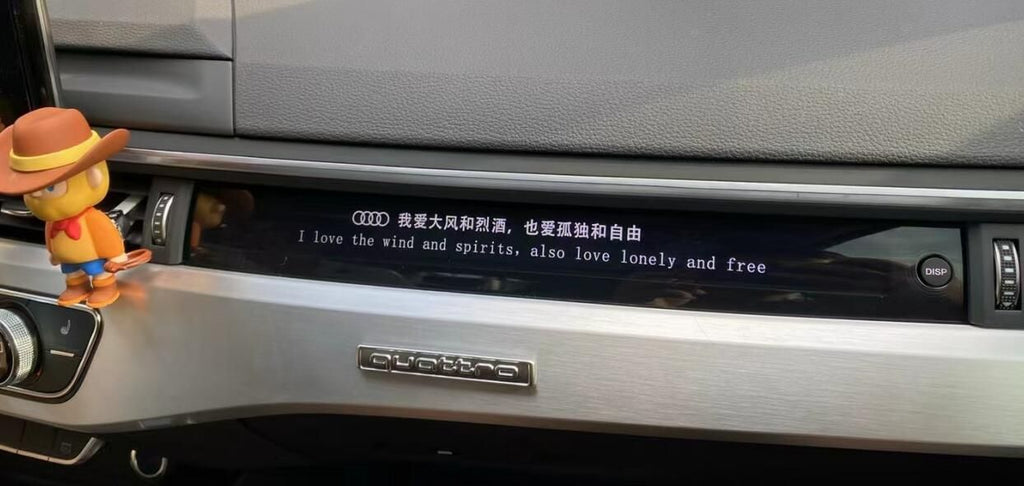 我爱大风和烈酒，也爱孤独和自由
I love the wind and spirits, also love lonely and free
DISP
quattro